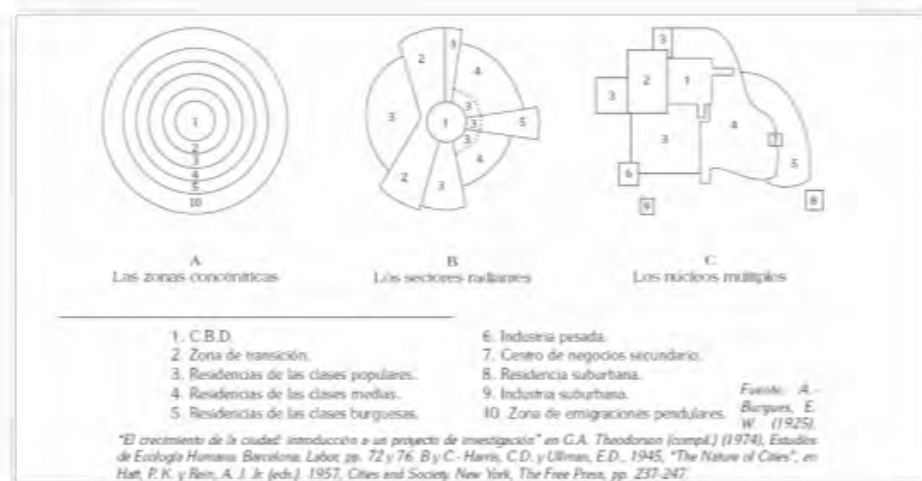 1
2
3
4
5
10
2
3
4
3
3
1
3
5
4
2
3
3
2
1
3
3
4
7
5
6
8
9
A
Las zonas concéntricas
B
Los sectores radiantes
C
Los núcleos múltiples
1. C.B.D.
2. Zona de transición.
3. Residencias de las clases populares.
4. Residencias de las clases medias.
5. Residencias de las clases burguesas.
6. Industria pesada.
7. Centro de negocios secundario.
8. Residencia suburbana.
9. Industria suburbana.
10. Zona de emigraciones pendulares.
Fuente: A.-
Burgues, E.
W. (1925).
"El crecimiento de la ciudad: introducción a un proyecto de investigación" en G.A. Theodorson (compil.) (1974), Estudios
de Ecología Humana. Barcelona. Labor, pp. 72 y 76. B y C.- Harris, C.D. y Ullman, E.D., 1945, "The Nature of Cities", en
Hatt, P. K. y Reis, A. J. Jr. (eds.). 1957, Cities and Society, New York, The Free Press, pp. 237-247.